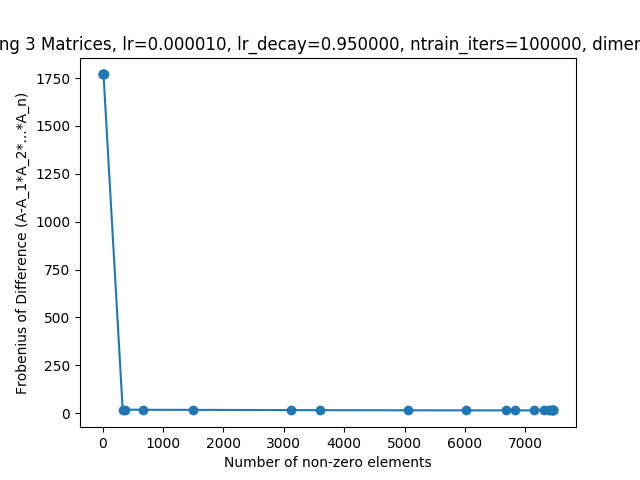 ng 3 Matrices, lr=0.000010, lr_decay=0.950000, ntrain_iters=100000, dimer
1750
1500
1250
1000
750
500
250
0
Frobenius of Difference (A-A_1*A_2*...*A_n)
0 1000 2000 3000 4000 5000 6000 7000
Number of non-zero elements